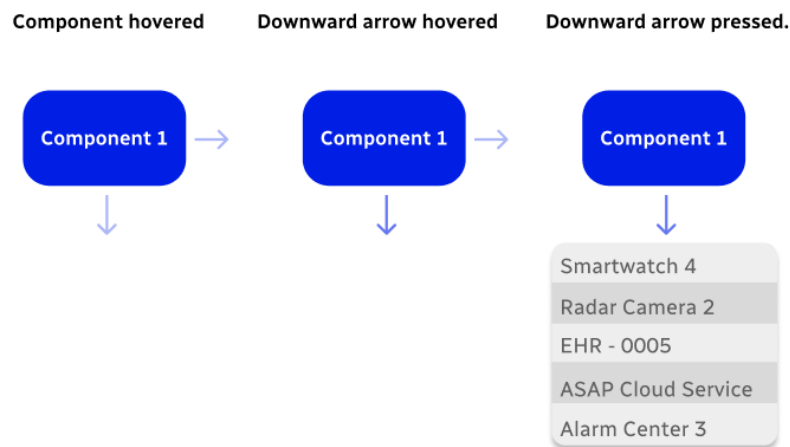 Component hovered
Downward arrow hovered
Downward arrow pressed.
Component 1
Component 1
Component 1
Smartwatch 4
Radar Camera 2
EHR - 0005
ASAP Cloud Service
Alarm Center 3